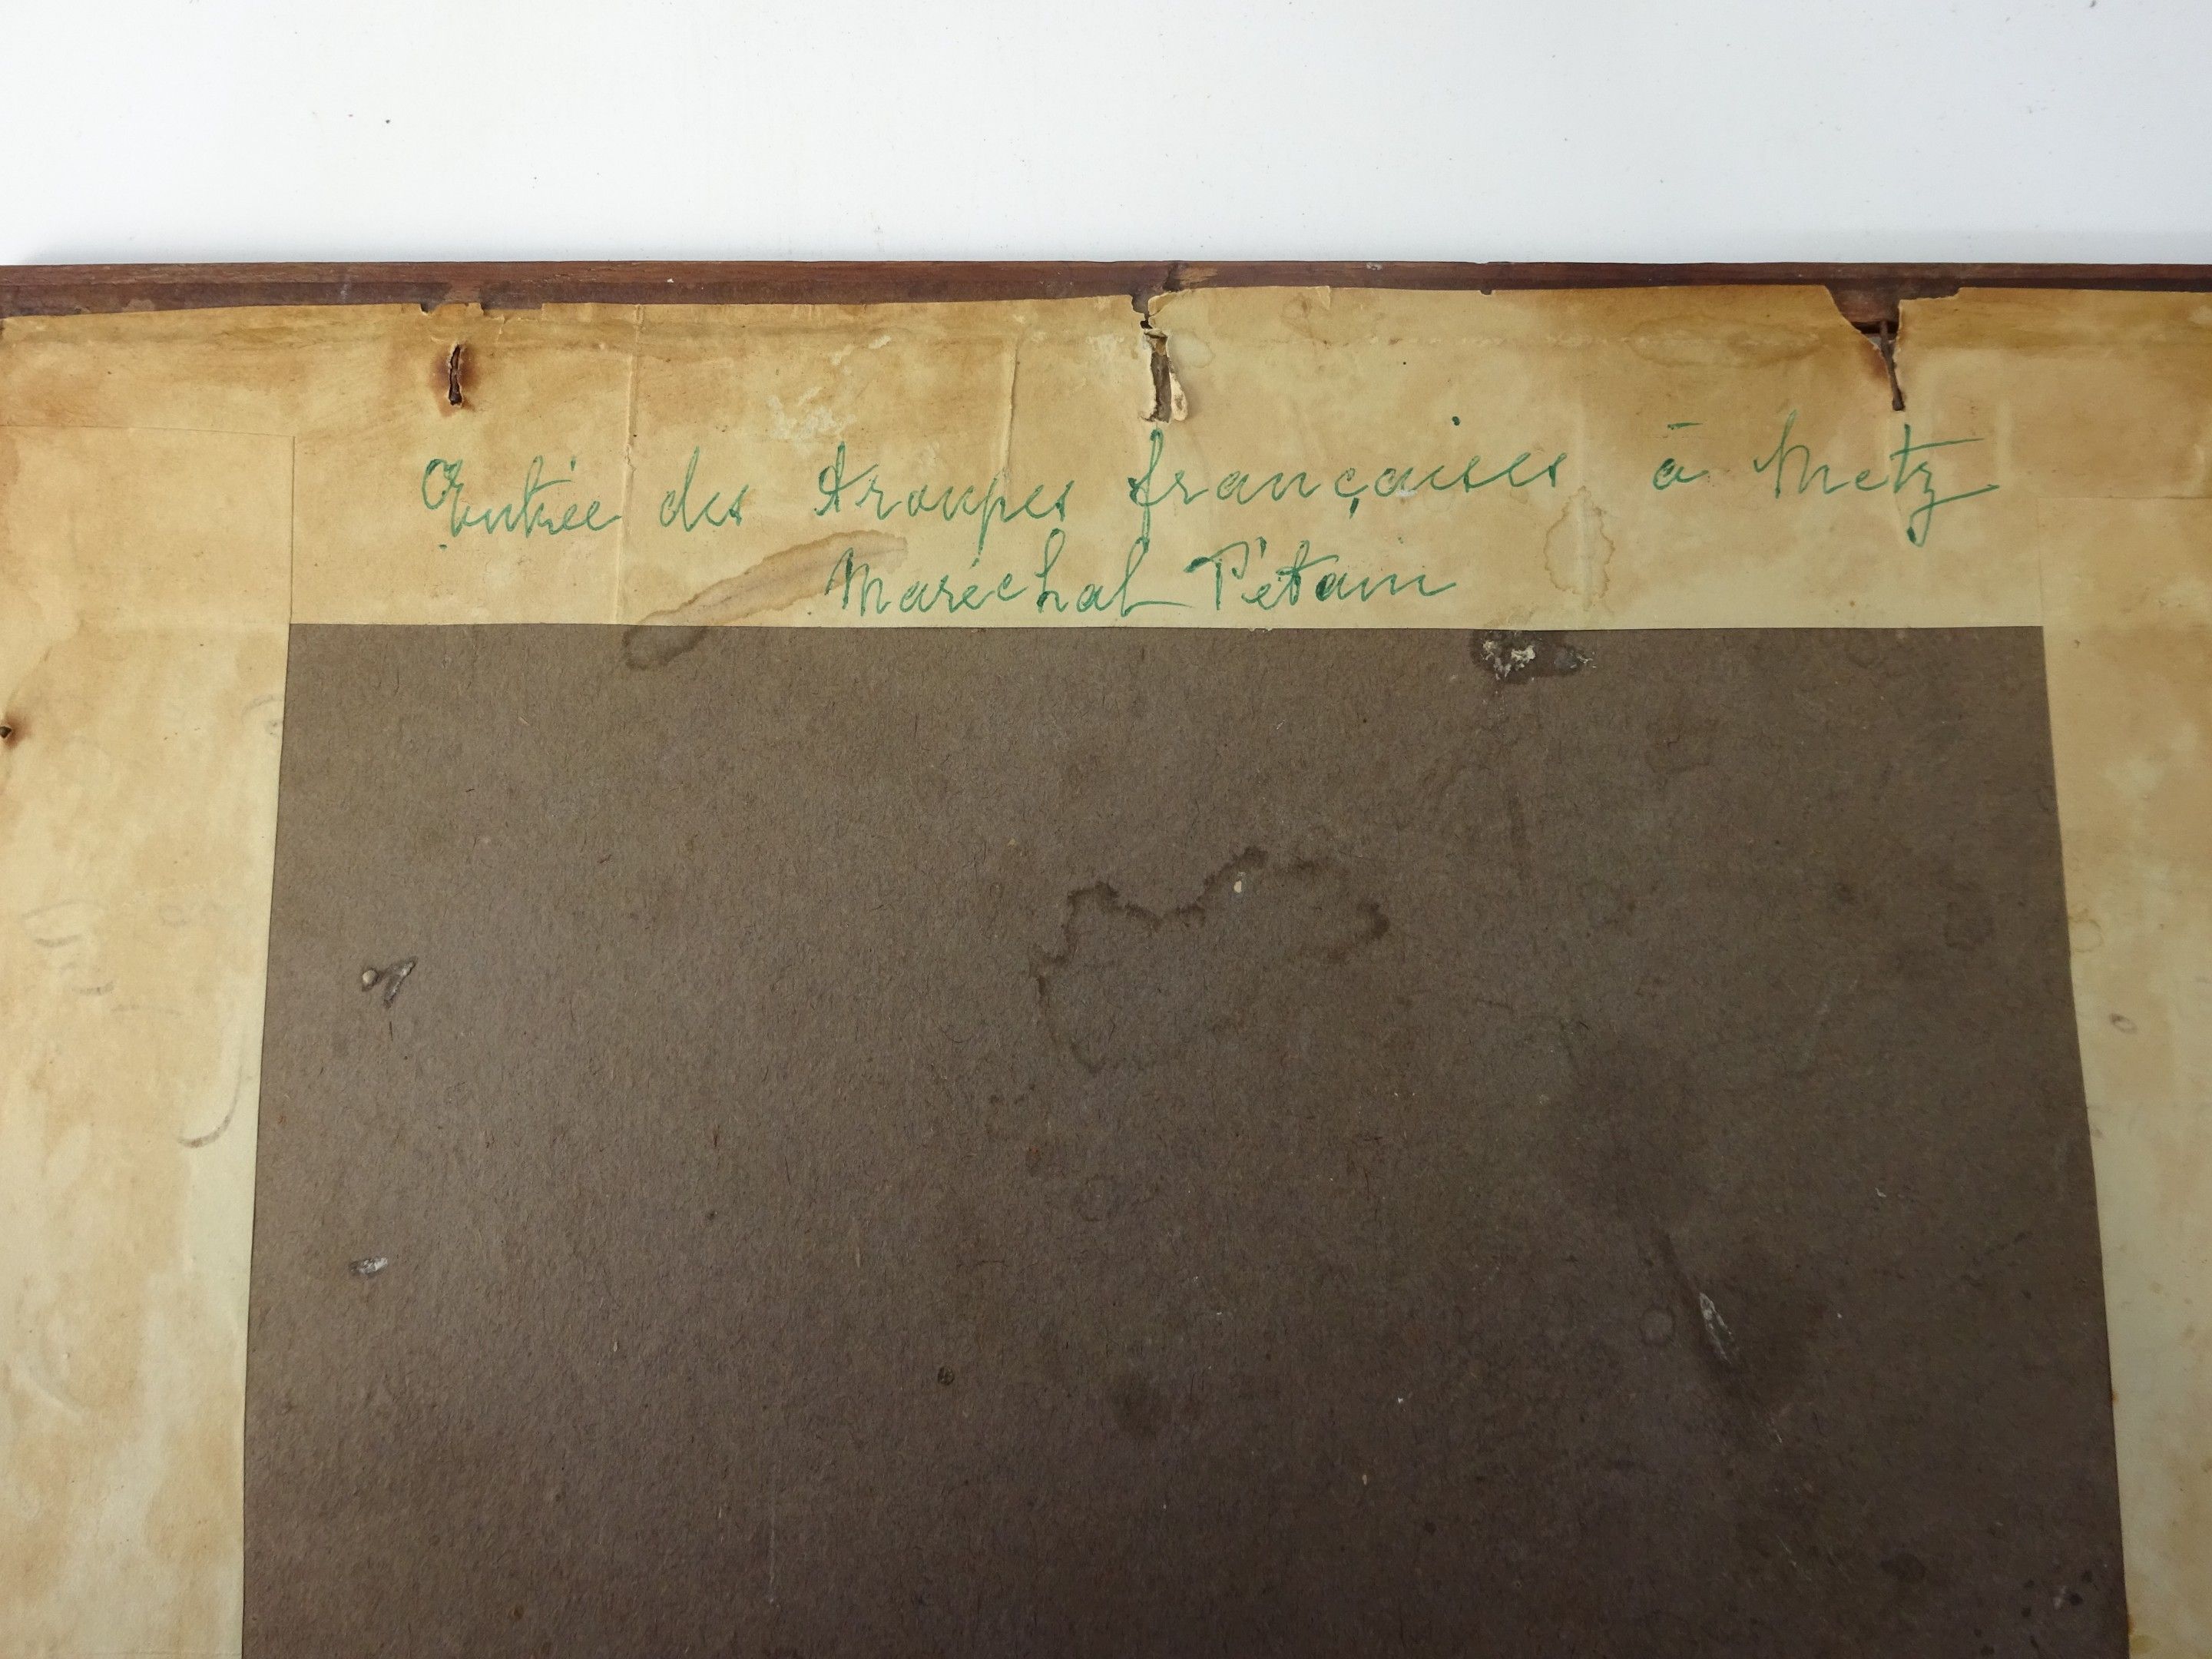 Entrée des troupes françaises à Metz
Maréchal Pétain